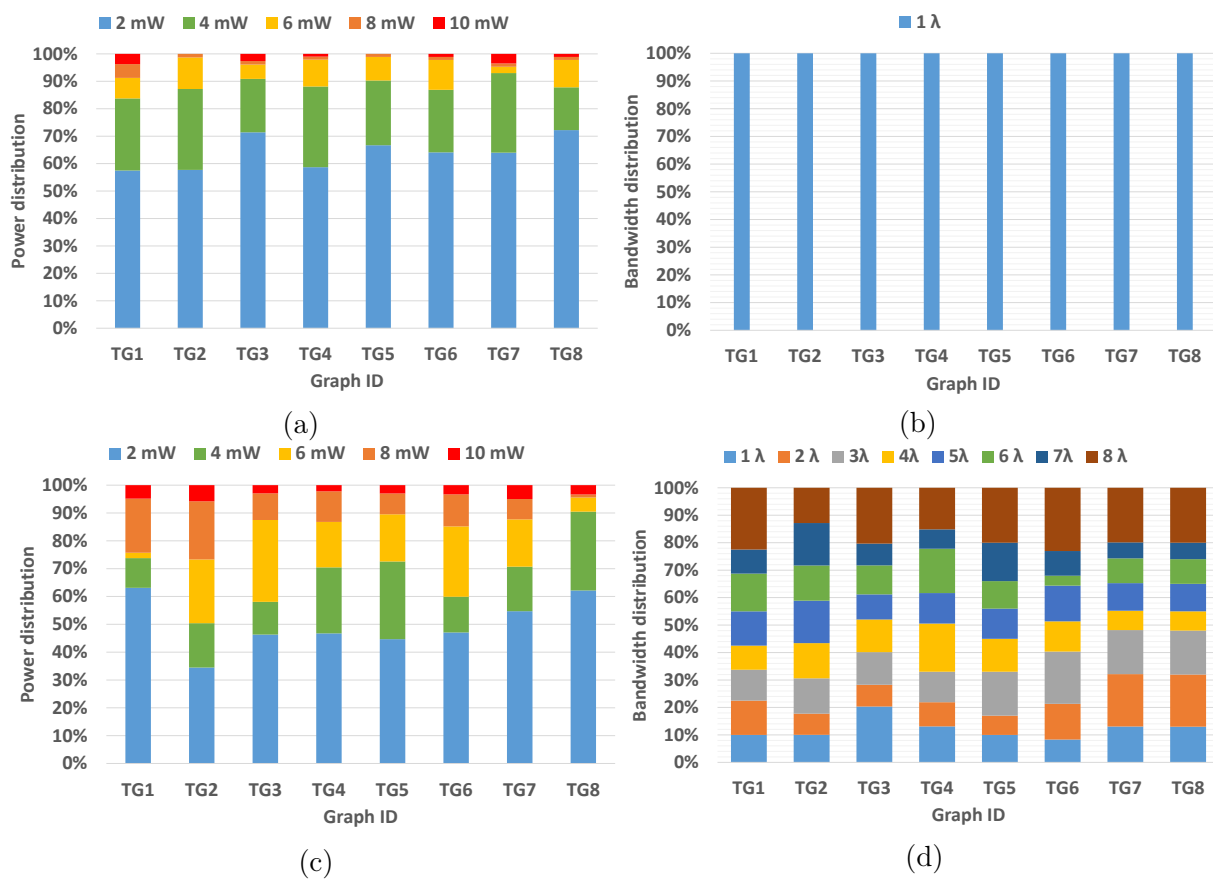 2 mW 4 mW 6 mW 8 mW 10 mW
100%
90%
80%
70%
60%
50%
40%
30%
20%
10%
0%
Power distribution
TG1 TG2 TG3 TG4 TG5 TG6 TG7 TG8
Graph ID
(a)
1 λ
100%
90%
80%
70%
60%
50%
40%
30%
20%
10%
0%
Bandwidth distribution
TG1 TG2 TG3 TG4 TG5 TG6 TG7 TG8
Graph ID
(b)
2 mW 4 mW 6 mW 8 mW 10 mW
100%
90%
80%
70%
60%
50%
40%
30%
20%
10%
0%
Power distribution
TG1 TG2 TG3 TG4 TG5 TG6 TG7 TG8
Graph ID
(c)
1 λ 2 λ 3λ 4λ 5λ 6 λ 7λ 8 λ
100%
90%
80%
70%
60%
50%
40%
30%
20%
10%
0%
Bandwidth distribution
TG1 TG2 TG3 TG4 TG5 TG6 TG7 TG8
Graph ID
(d)